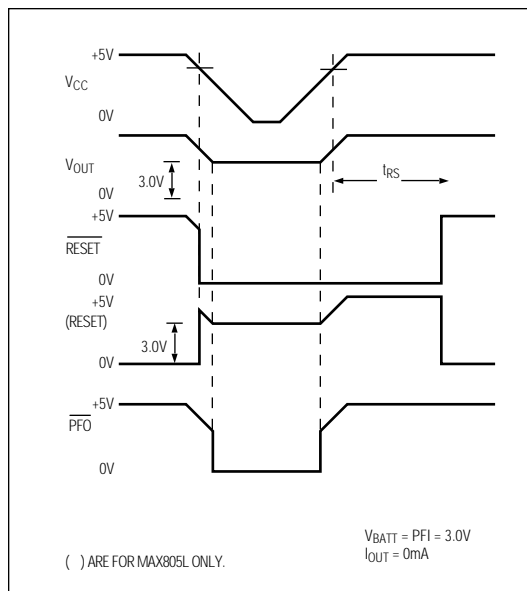 +5V
VCC
0V
VOUT
3.0V
0V
tRS
+5V
RESET
0V
+5V
(RESET)
3.0V
0V
+5V
PFO
0V
VBATT = PFI = 3.0V
IOUT = 0mA
( ) ARE FOR MAX805L ONLY.